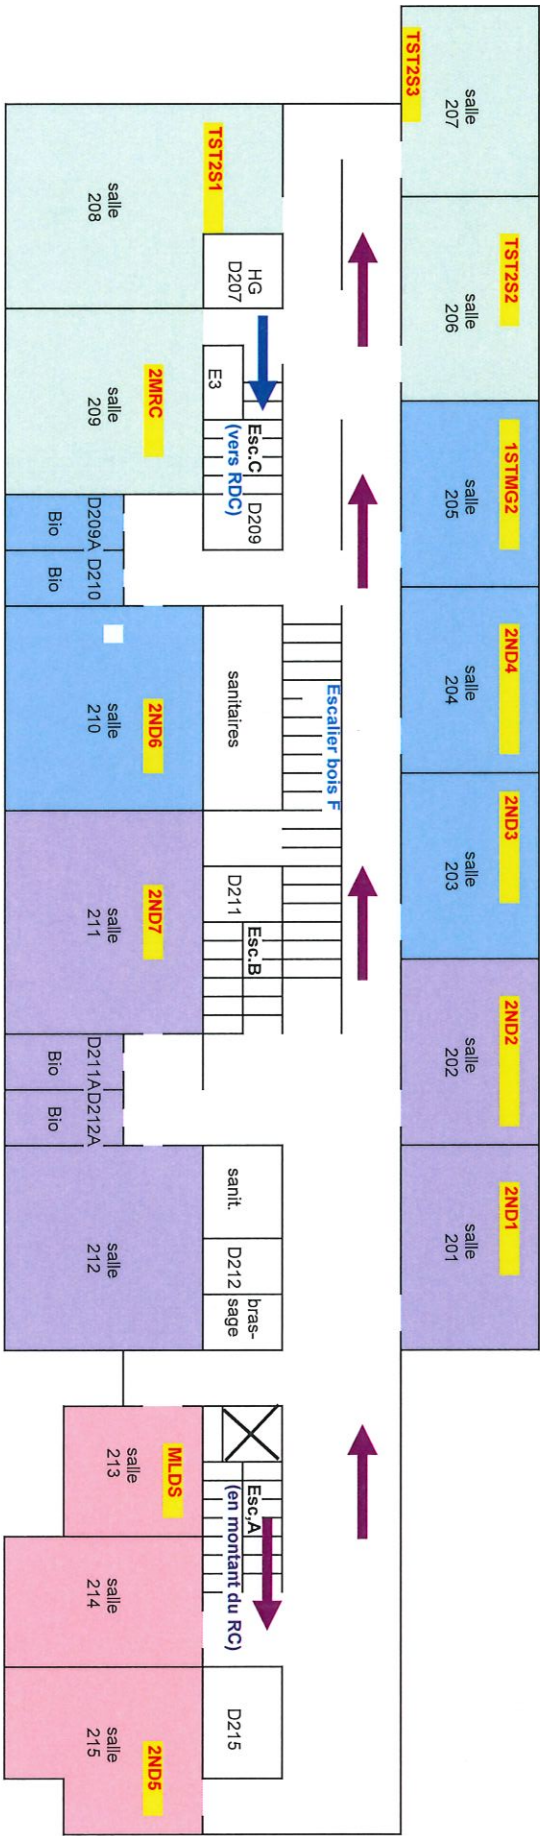 TST2S3
salle
207
TST2S2
salle
206
1STMG2
salle
205
2ND4
salle
204
2ND3
salle
203
2ND2
salle
202
2ND1
salle
201
TST2S1
salle
208
HG
D207
E3
Esc.C
(vers RDC)
D209
2MRC
salle
209
D209A
Bio
D210
Bio
Escalier bois F
sanitaires
2ND6
salle
210
D211
Esc.B
2ND7
salle
211
D211A
Bio
D212A
Bio
sanit.
D212
bras-
sage
salle
212
Esc,A
(en montant du RC)
MLDS
salle
213
salle
214
D215
2ND5
salle
215